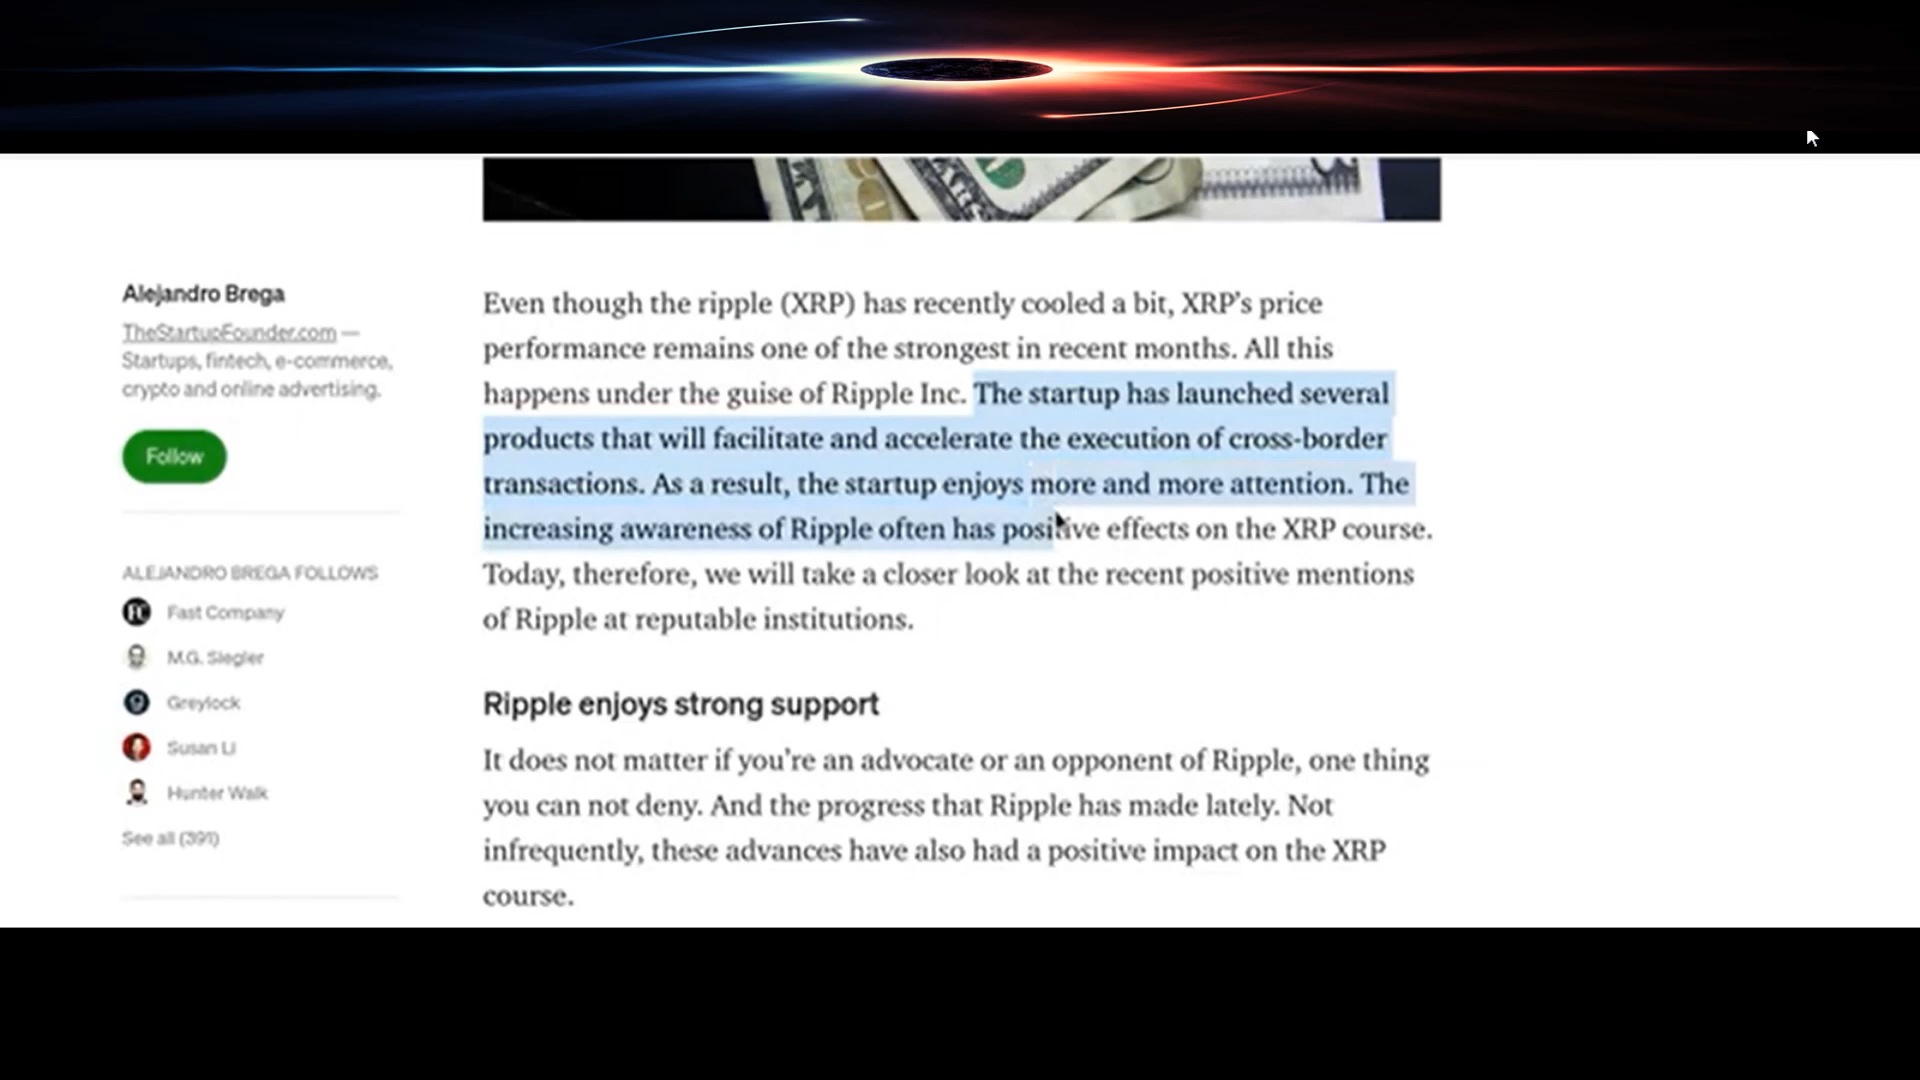 Alejandro Brega
TheStartupFounder.com —
Startups, fintech, e-commerce,
crypto and online advertising.
Follow
ALEJANDRO BREGA FOLLOWS
Fast Company
M.G. Siegler
Greylock
Susan Li
Hunter Walk
See all (391)
Even though the ripple (XRP) has recently cooled a bit, XRP's price
performance remains one of the strongest in recent months. All this
happens under the guise of Ripple Inc. The startup has launched several
products that will facilitate and accelerate the execution of cross-border
transactions. As a result, the startup enjoys more and more attention. The
increasing awareness of Ripple often has positive effects on the XRP course.
Today, therefore, we will take a closer look at the recent positive mentions
of Ripple at reputable institutions.
Ripple enjoys strong support
It does not matter if you're an advocate or an opponent of Ripple, one thing
you can not deny. And the progress that Ripple has made lately. Not
infrequently, these advances have also had a positive impact on the XRP
course.